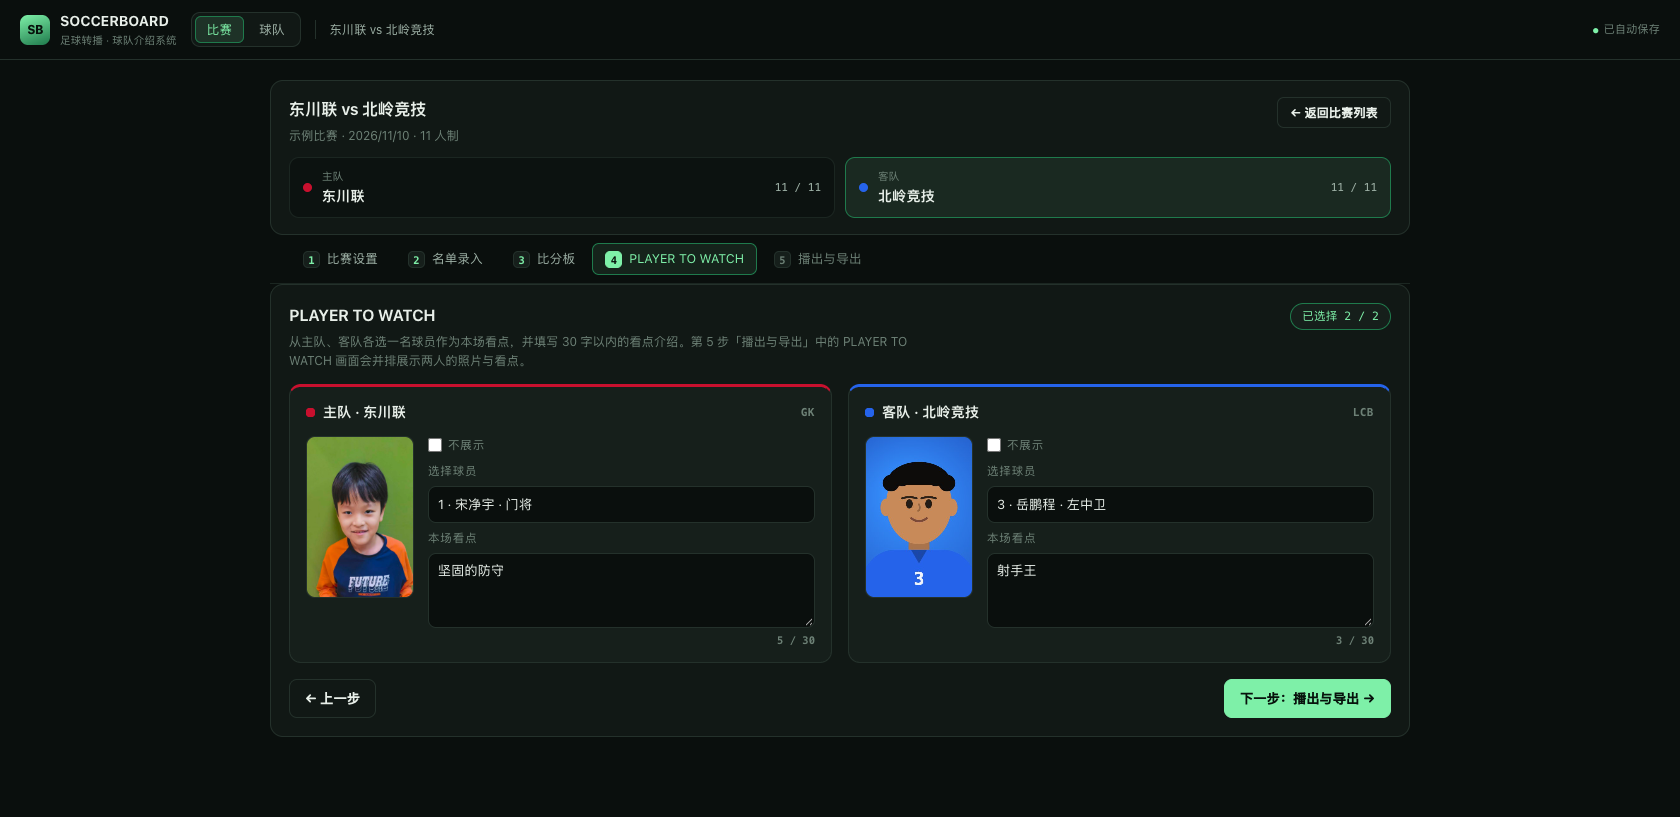 SB
SOCCERBOARD
足球转播 · 球队介绍系统
比赛
球队
东川联 vs 北岭竞技
已自动保存
东川联 vs 北岭竞技
示例比赛 · 2026/11/10 · 11 人制
← 返回比赛列表
主队
东川联
11 / 11
客队
北岭竞技
11 / 11
1 比赛设置
2 名单录入
3 比分板
4 PLAYER TO WATCH
5 播出与导出
PLAYER TO WATCH
已选择 2 / 2
从主队、客队各选一名球员作为本场看点，并填写 30 字以内的看点介绍。第 5 步「播出与导出」中的 PLAYER TO
WATCH 画面会并排展示两人的照片与看点。
主队 · 东川联
GK
不展示
选择球员
1 · 宋净宇 · 门将
本场看点
坚固的防守
FUTURE
5 / 30
客队 · 北岭竞技
LCB
不展示
选择球员
3 · 岳鹏程 · 左中卫
本场看点
射手王
3
3 / 30
← 上一步
下一步：播出与导出 →